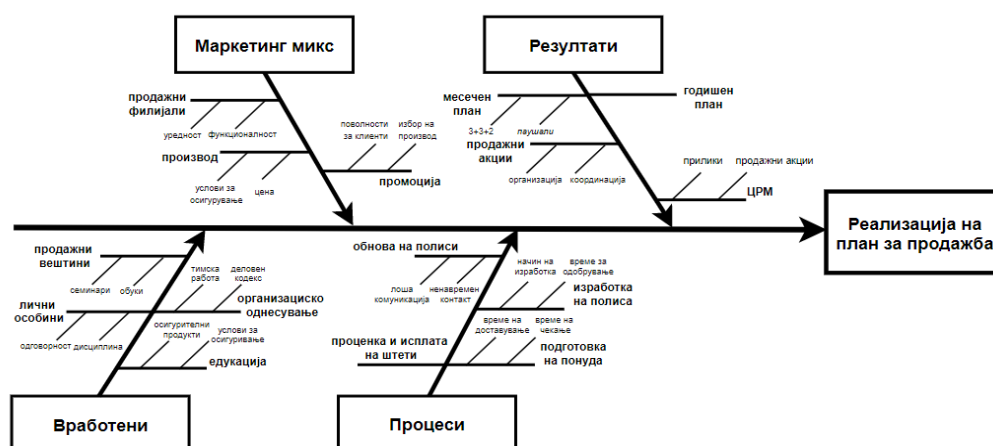 Маркетинг микс
Резултати
продажни
филијали
уредност
функционалност
производ
услови за
осигурување
цена
поволности
за клиенти
избор на
производ
промоција
месечен
план
3+3+2
паушали
годишен
план
продажни
акции
организација
координација
прилики
продажни акции
ЦРМ
Реализација на
план за продажба
продажни
вештини
семинари
обуки
тимска
работа
деловен
кодекс
лични
особини
одговорност
дисциплина
организациско
однесување
осигурителни
продукти
услови за
осигуривање
едукација
обнова на полиси
лоша
комуникација
ненавремен
контакт
начин на
изработка
време за
одобрување
изработка
на полиса
проценка и исплата
на штети
време на
доставување
време на
чекање
подготовка
на понуда
Вработени
Процеси